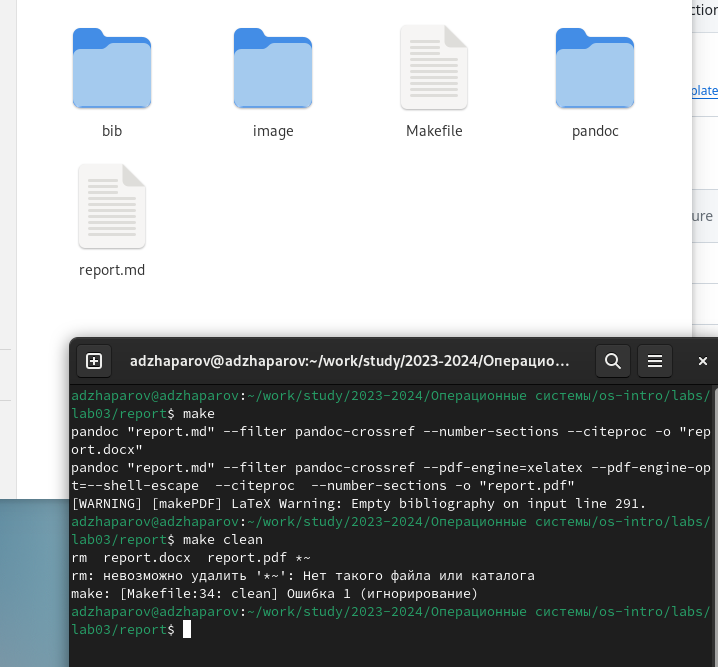 ction
bib
image
Makefile
pandoc
plate
report.md
ure
adzhaparov@adzhaparov:~/work/study/2023-2024/Операцио...
adzhaparov@adzhaparov:~/work/study/2023-2024/Операционные системы/os-intro/labs/
lab03/report$ make
pandoc "report.md" --filter pandoc-crossref --number-sections --citeproc -o "rep
ort.docx"
pandoc "report.md" --filter pandoc-crossref --pdf-engine=xelatex --pdf-engine-op
t=--shell-escape  --citeproc  --number-sections -o "report.pdf"
[WARNING] [makePDF] LaTeX Warning: Empty bibliography on input line 291.
adzhaparov@adzhaparov:~/work/study/2023-2024/Операционные системы/os-intro/labs/
lab03/report$ make clean
rm  report.docx  report.pdf *~
rm: невозможно удалить '*~': Нет такого файла или каталога
make: [Makefile:34: clean] Ошибка 1 (игнорирование)
adzhaparov@adzhaparov:~/work/study/2023-2024/Операционные системы/os-intro/labs/
lab03/report$